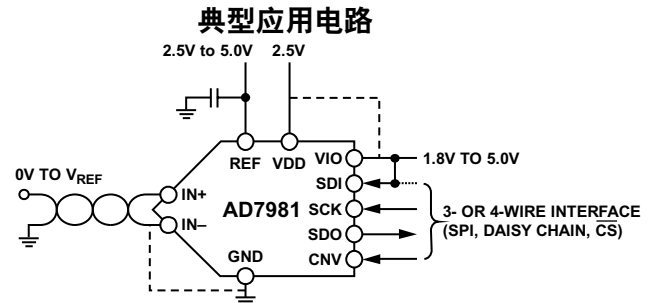 典型应用电路
2.5V to 5.0V 2.5V
REF VDD VIO 1.8V TO 5.0V
0V TO VREF
SDI
IN+
AD7981 SCK 3- OR 4-WIRE INTERFACE
(SPI, DAISY CHAIN, CS)
IN–
SDO
GND
CNV